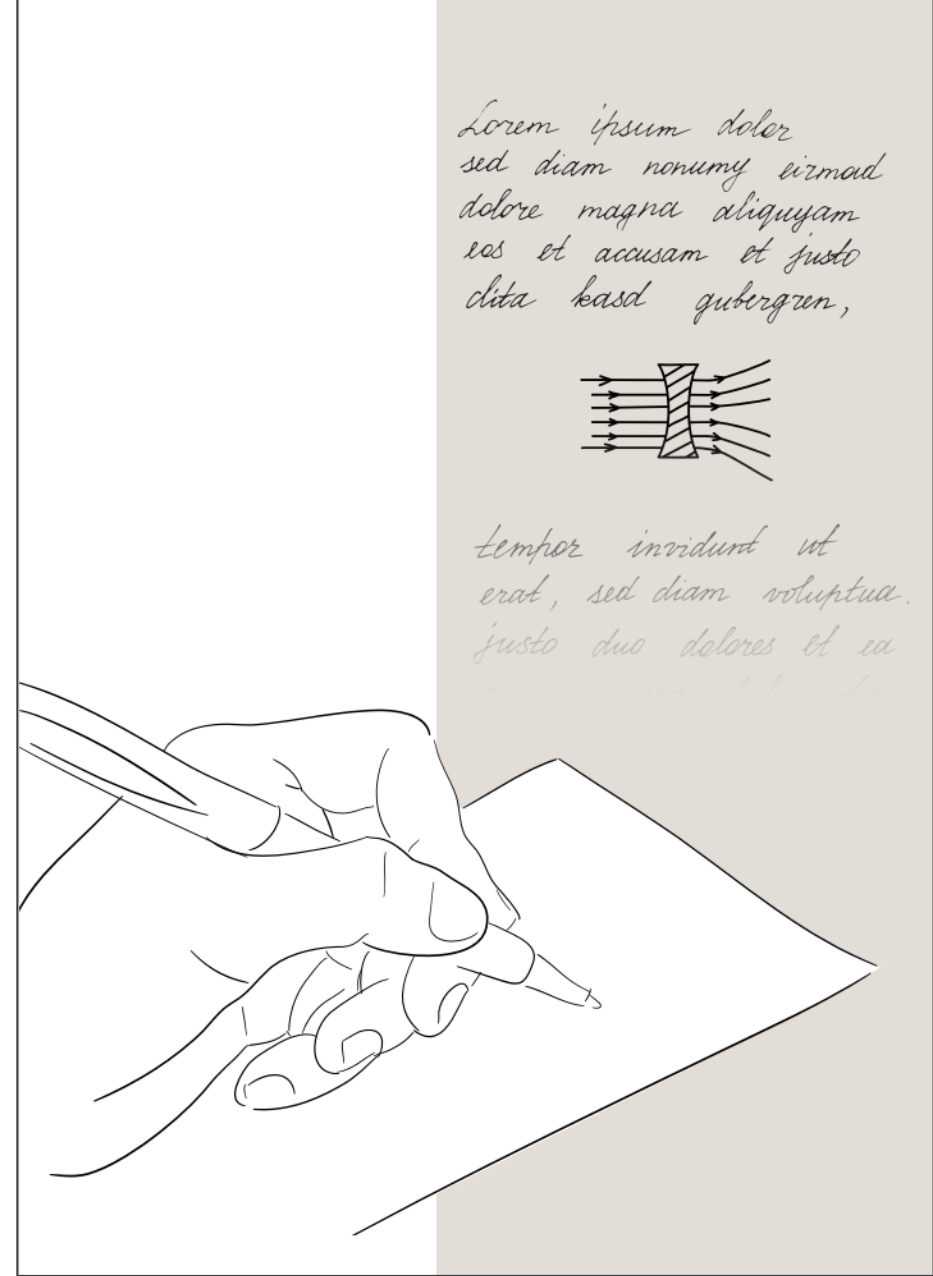 Lorem ipsum dolor
sed diam nonumy eirmod
dolore magna aliquyam
eos et accusam et justo
clita kasd gubergren,
tempor invidunt ut
erat, sed diam voluptua.
justo duo dolores et ea